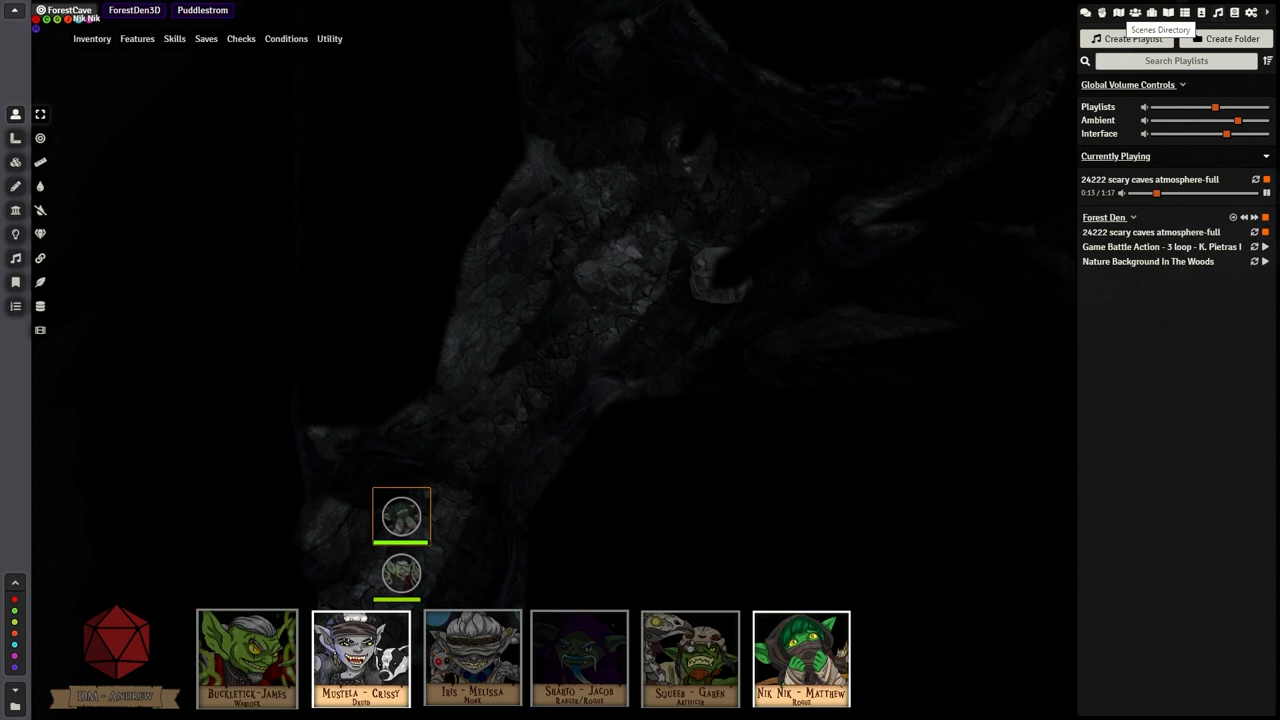 ForestCave
ForestDen3D
Puddlestrom
Nik Nik
Inventory
Features
Skills
Saves
Checks
Conditions
Utility
Scenes Directory
Create Playlist
Create Folder
Search Playlists
Global Volume Controls
Playlists
Ambient
Interface
Currently Playing
24222 scary caves atmosphere-full
0:13 / 1:17
Forest Den
24222 scary caves atmosphere-full
Game Battle Action - 3 loop - K. Pietras
Nature Background In The Woods
DM - Andrew
Buckletick-James
Warlock
Mustela - Crissy
Druid
Iris - Melissa
Monk
Sharto - Jacob
Ranger/Rogue
Squeeb - Garen
Artificer
Nik Nik - Matthew
Rogue